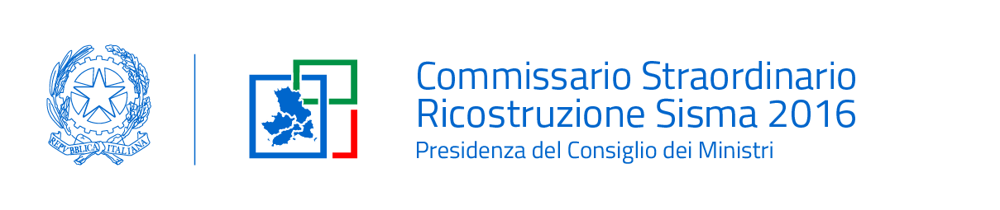 REPVBBLICA ITALIANA
Commissario Straordinario
Ricostruzione Sisma 2016
Presidenza del Consiglio dei Ministri